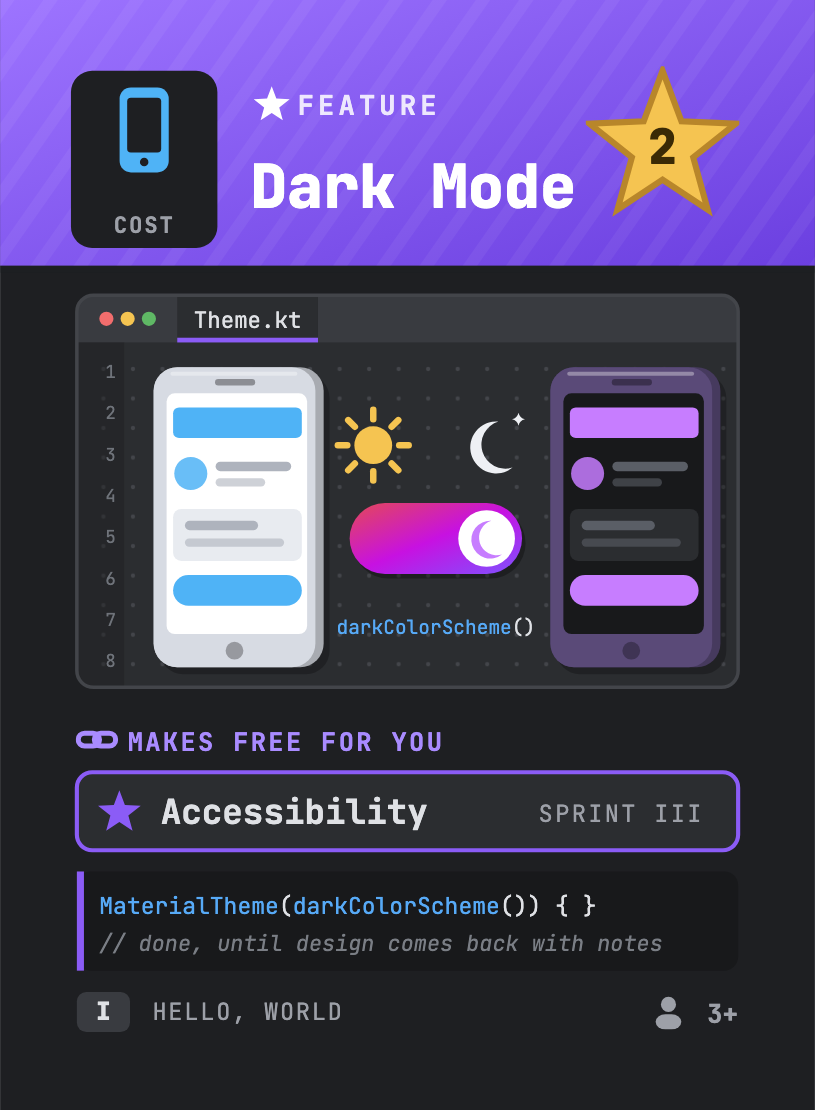 FEATURE
2
Dark Mode
COST
Theme.kt
1
2
3
4
5
6
7
8
darkColorScheme()
MAKES FREE FOR YOU
Accessibility SPRINT III
MaterialTheme(darkColorScheme()) { }
// done, until design comes back with notes
I HELLO, WORLD 3+